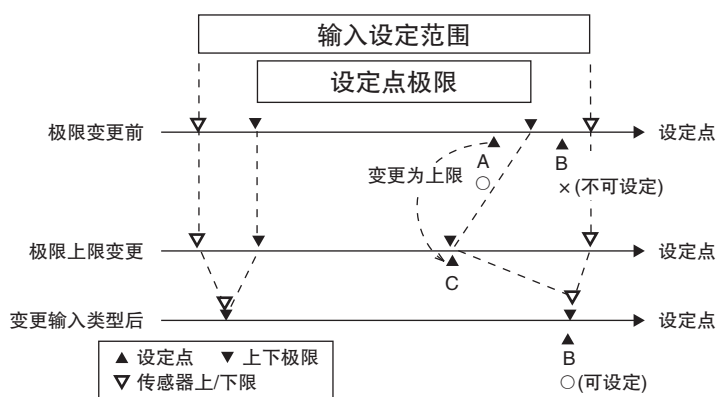 输入设定范围
设定点极限
极限变更前
设定点
A
○
B
×(不可设定)
变更为上限
极限上限变更
设定点
C
变更输入类型后
设定点
▲ 设定点 ▼ 上下极限
▽ 传感器上/下限
B
○(可设定)